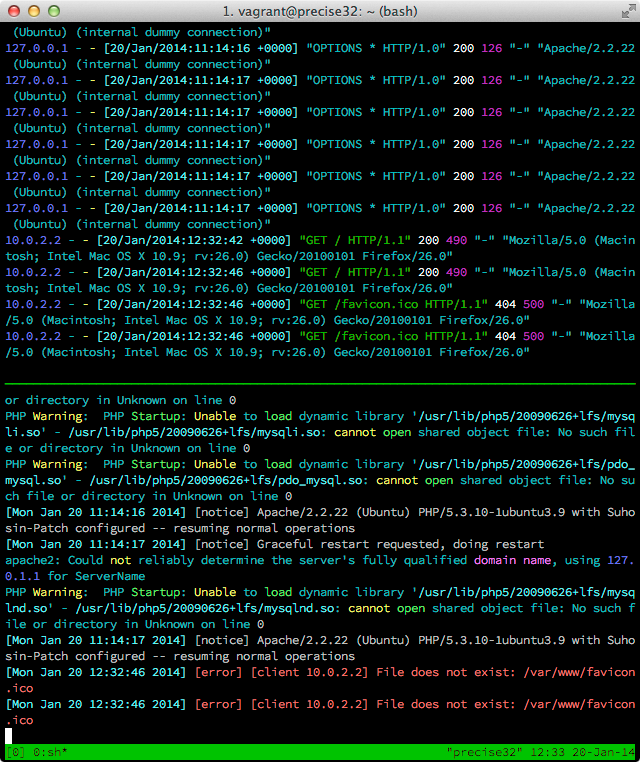 1. vagrant@precise32: ~ (bash)
(Ubuntu) (internal dummy connection)"
127.0.0.1 - - [20/Jan/2014:11:14:16 +0000] "OPTIONS * HTTP/1.0" 200 126 "-" "Apache/2.2.22
(Ubuntu) (internal dummy connection)"
127.0.0.1 - - [20/Jan/2014:11:14:17 +0000] "OPTIONS * HTTP/1.0" 200 126 "-" "Apache/2.2.22
(Ubuntu) (internal dummy connection)"
127.0.0.1 - - [20/Jan/2014:11:14:17 +0000] "OPTIONS * HTTP/1.0" 200 126 "-" "Apache/2.2.22
(Ubuntu) (internal dummy connection)"
127.0.0.1 - - [20/Jan/2014:11:14:17 +0000] "OPTIONS * HTTP/1.0" 200 126 "-" "Apache/2.2.22
(Ubuntu) (internal dummy connection)"
127.0.0.1 - - [20/Jan/2014:11:14:17 +0000] "OPTIONS * HTTP/1.0" 200 126 "-" "Apache/2.2.22
(Ubuntu) (internal dummy connection)"
127.0.0.1 - - [20/Jan/2014:11:14:17 +0000] "OPTIONS * HTTP/1.0" 200 126 "-" "Apache/2.2.22
(Ubuntu) (internal dummy connection)"
10.0.2.2 - - [20/Jan/2014:12:32:42 +0000] "GET / HTTP/1.1" 200 490 "-" "Mozilla/5.0 (Macin
tosh; Intel Mac OS X 10.9; rv:26.0) Gecko/20100101 Firefox/26.0"
10.0.2.2 - - [20/Jan/2014:12:32:46 +0000] "GET / HTTP/1.1" 200 490 "-" "Mozilla/5.0 (Macin
tosh; Intel Mac OS X 10.9; rv:26.0) Gecko/20100101 Firefox/26.0"
10.0.2.2 - - [20/Jan/2014:12:32:46 +0000] "GET /favicon.ico HTTP/1.1" 404 500 "-" "Mozilla
/5.0 (Macintosh; Intel Mac OS X 10.9; rv:26.0) Gecko/20100101 Firefox/26.0"
10.0.2.2 - - [20/Jan/2014:12:32:46 +0000] "GET /favicon.ico HTTP/1.1" 404 500 "-" "Mozilla
/5.0 (Macintosh; Intel Mac OS X 10.9; rv:26.0) Gecko/20100101 Firefox/26.0"
or directory in Unknown on line 0
PHP Warning:  PHP Startup: Unable to load dynamic library '/usr/lib/php5/20090626+lfs/mysq
li.so' - /usr/lib/php5/20090626+lfs/mysqli.so: cannot open shared object file: No such fil
e or directory in Unknown on line 0
PHP Warning:  PHP Startup: Unable to load dynamic library '/usr/lib/php5/20090626+lfs/pdo_
mysql.so' - /usr/lib/php5/20090626+lfs/pdo_mysql.so: cannot open shared object file: No su
ch file or directory in Unknown on line 0
[Mon Jan 20 11:14:16 2014] [notice] Apache/2.2.22 (Ubuntu) PHP/5.3.10-1ubuntu3.9 with Suho
sin-Patch configured -- resuming normal operations
[Mon Jan 20 11:14:17 2014] [notice] Graceful restart requested, doing restart
apache2: Could not reliably determine the server's fully qualified domain name, using 127.
0.1.1 for ServerName
PHP Warning:  PHP Startup: Unable to load dynamic library '/usr/lib/php5/20090626+lfs/mysq
lnd.so' - /usr/lib/php5/20090626+lfs/mysqlnd.so: cannot open shared object file: No such f
ile or directory in Unknown on line 0
[Mon Jan 20 11:14:17 2014] [notice] Apache/2.2.22 (Ubuntu) PHP/5.3.10-1ubuntu3.9 with Suho
sin-Patch configured -- resuming normal operations
[Mon Jan 20 12:32:46 2014] [error] [client 10.0.2.2] File does not exist: /var/www/favicon
.ico
[Mon Jan 20 12:32:46 2014] [error] [client 10.0.2.2] File does not exist: /var/www/favicon
.ico
[0] 0:sh* "precise32" 12:33 20-Jan-14